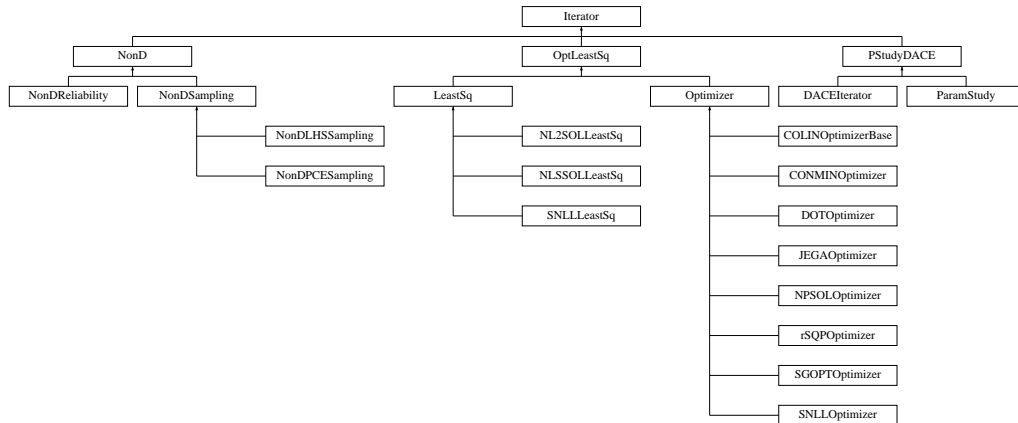 Iterator
NonD
OptLeastSq
PStudyDACE
NonDReliability
NonDSampling
LeastSq
Optimizer
DACEIterator
ParamStudy
NonDLHSSampling
NL2SOLLeastSq
COLINOptimizerBase
NonDPCESampling
NLSSOLLeastSq
CONMINOptimizer
SNLLLeastSq
DOTOptimizer
JEGAOptimizer
NPSOLOptimizer
rSQPOptimizer
SGOPTOptimizer
SNLLOptimizer